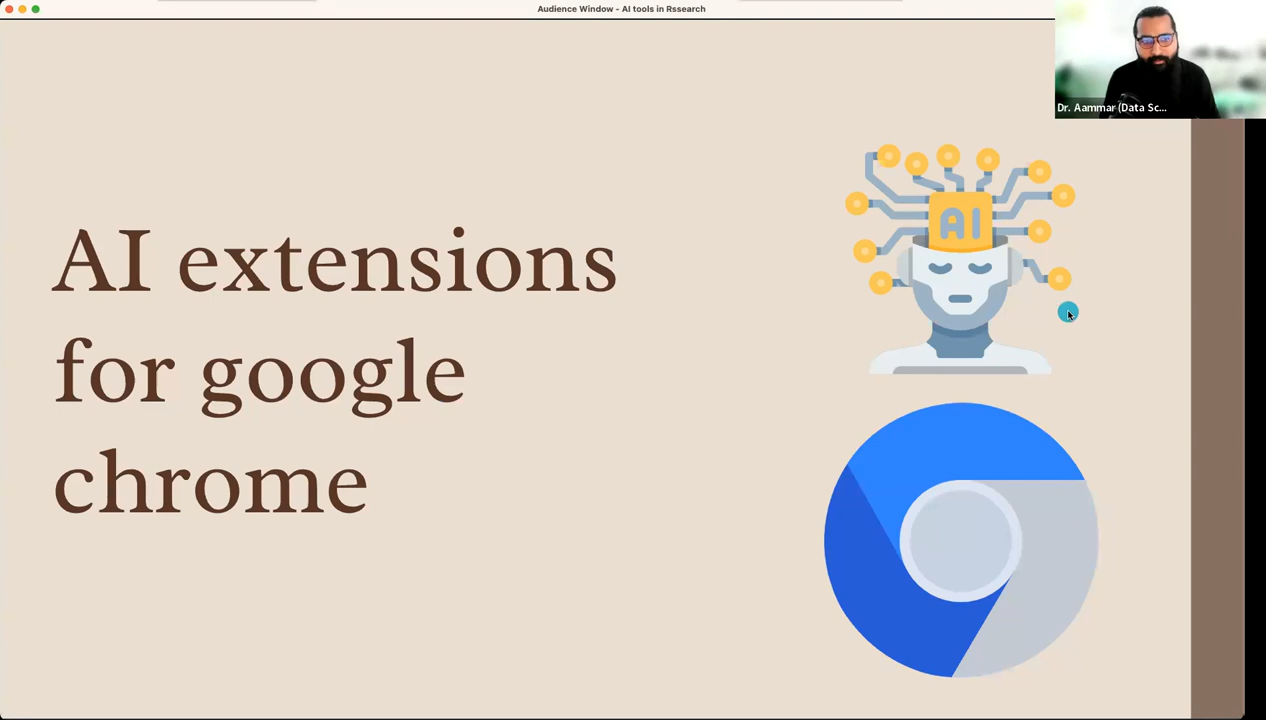 Audience Window - AI tools in Rssearch
Dr. Aammar (Data Sc...
AI
AI extensions
for google
chrome